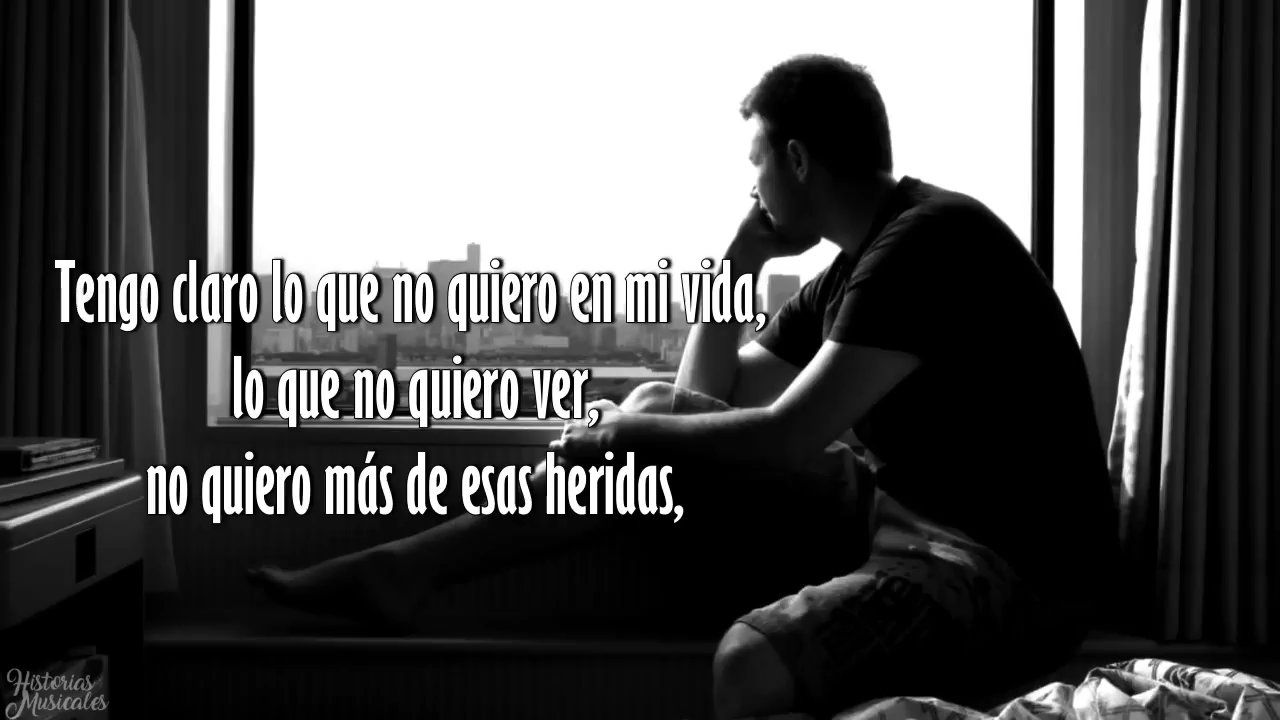 Tengo claro lo que no quiero en mi vida,
lo que no quiero ver,
no quiero más de esas heridas,
Historias
Musicales